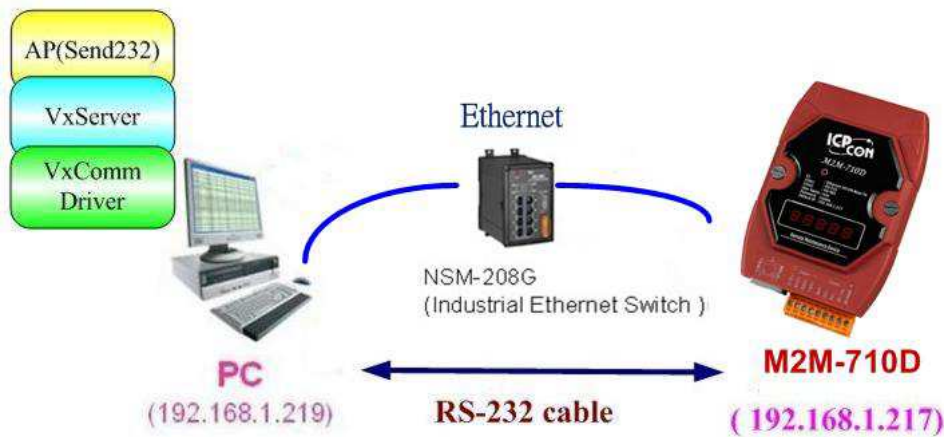 AP(Send232)
VxServer
VxComm
Driver
Ethernet
ICP CON
M2M-710D
NSM-208G
(Industrial Ethernet Switch )
PC
(192.168.1.219)
RS-232 cable
M2M-710D
( 192.168.1.217)